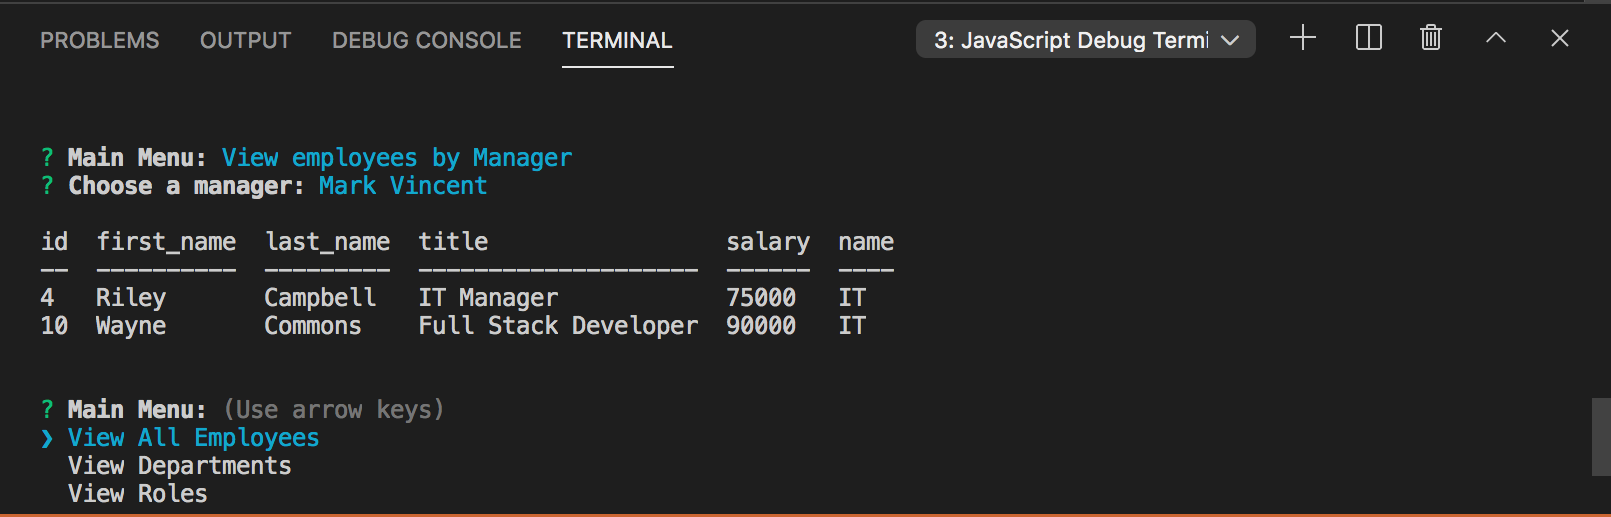 PROBLEMS OUTPUT DEBUG CONSOLE TERMINAL 3: JavaScript Debug Termi
? Main Menu: View employees by Manager
? Choose a manager: Mark Vincent
id  first_name  last_name  title                 salary  name
--  ----------  ---------  --------------------  ------  ----
4   Riley       Campbell   IT Manager            75000   IT
10  Wayne       Commons    Full Stack Developer  90000   IT
? Main Menu: (Use arrow keys)
❯ View All Employees
  View Departments
  View Roles